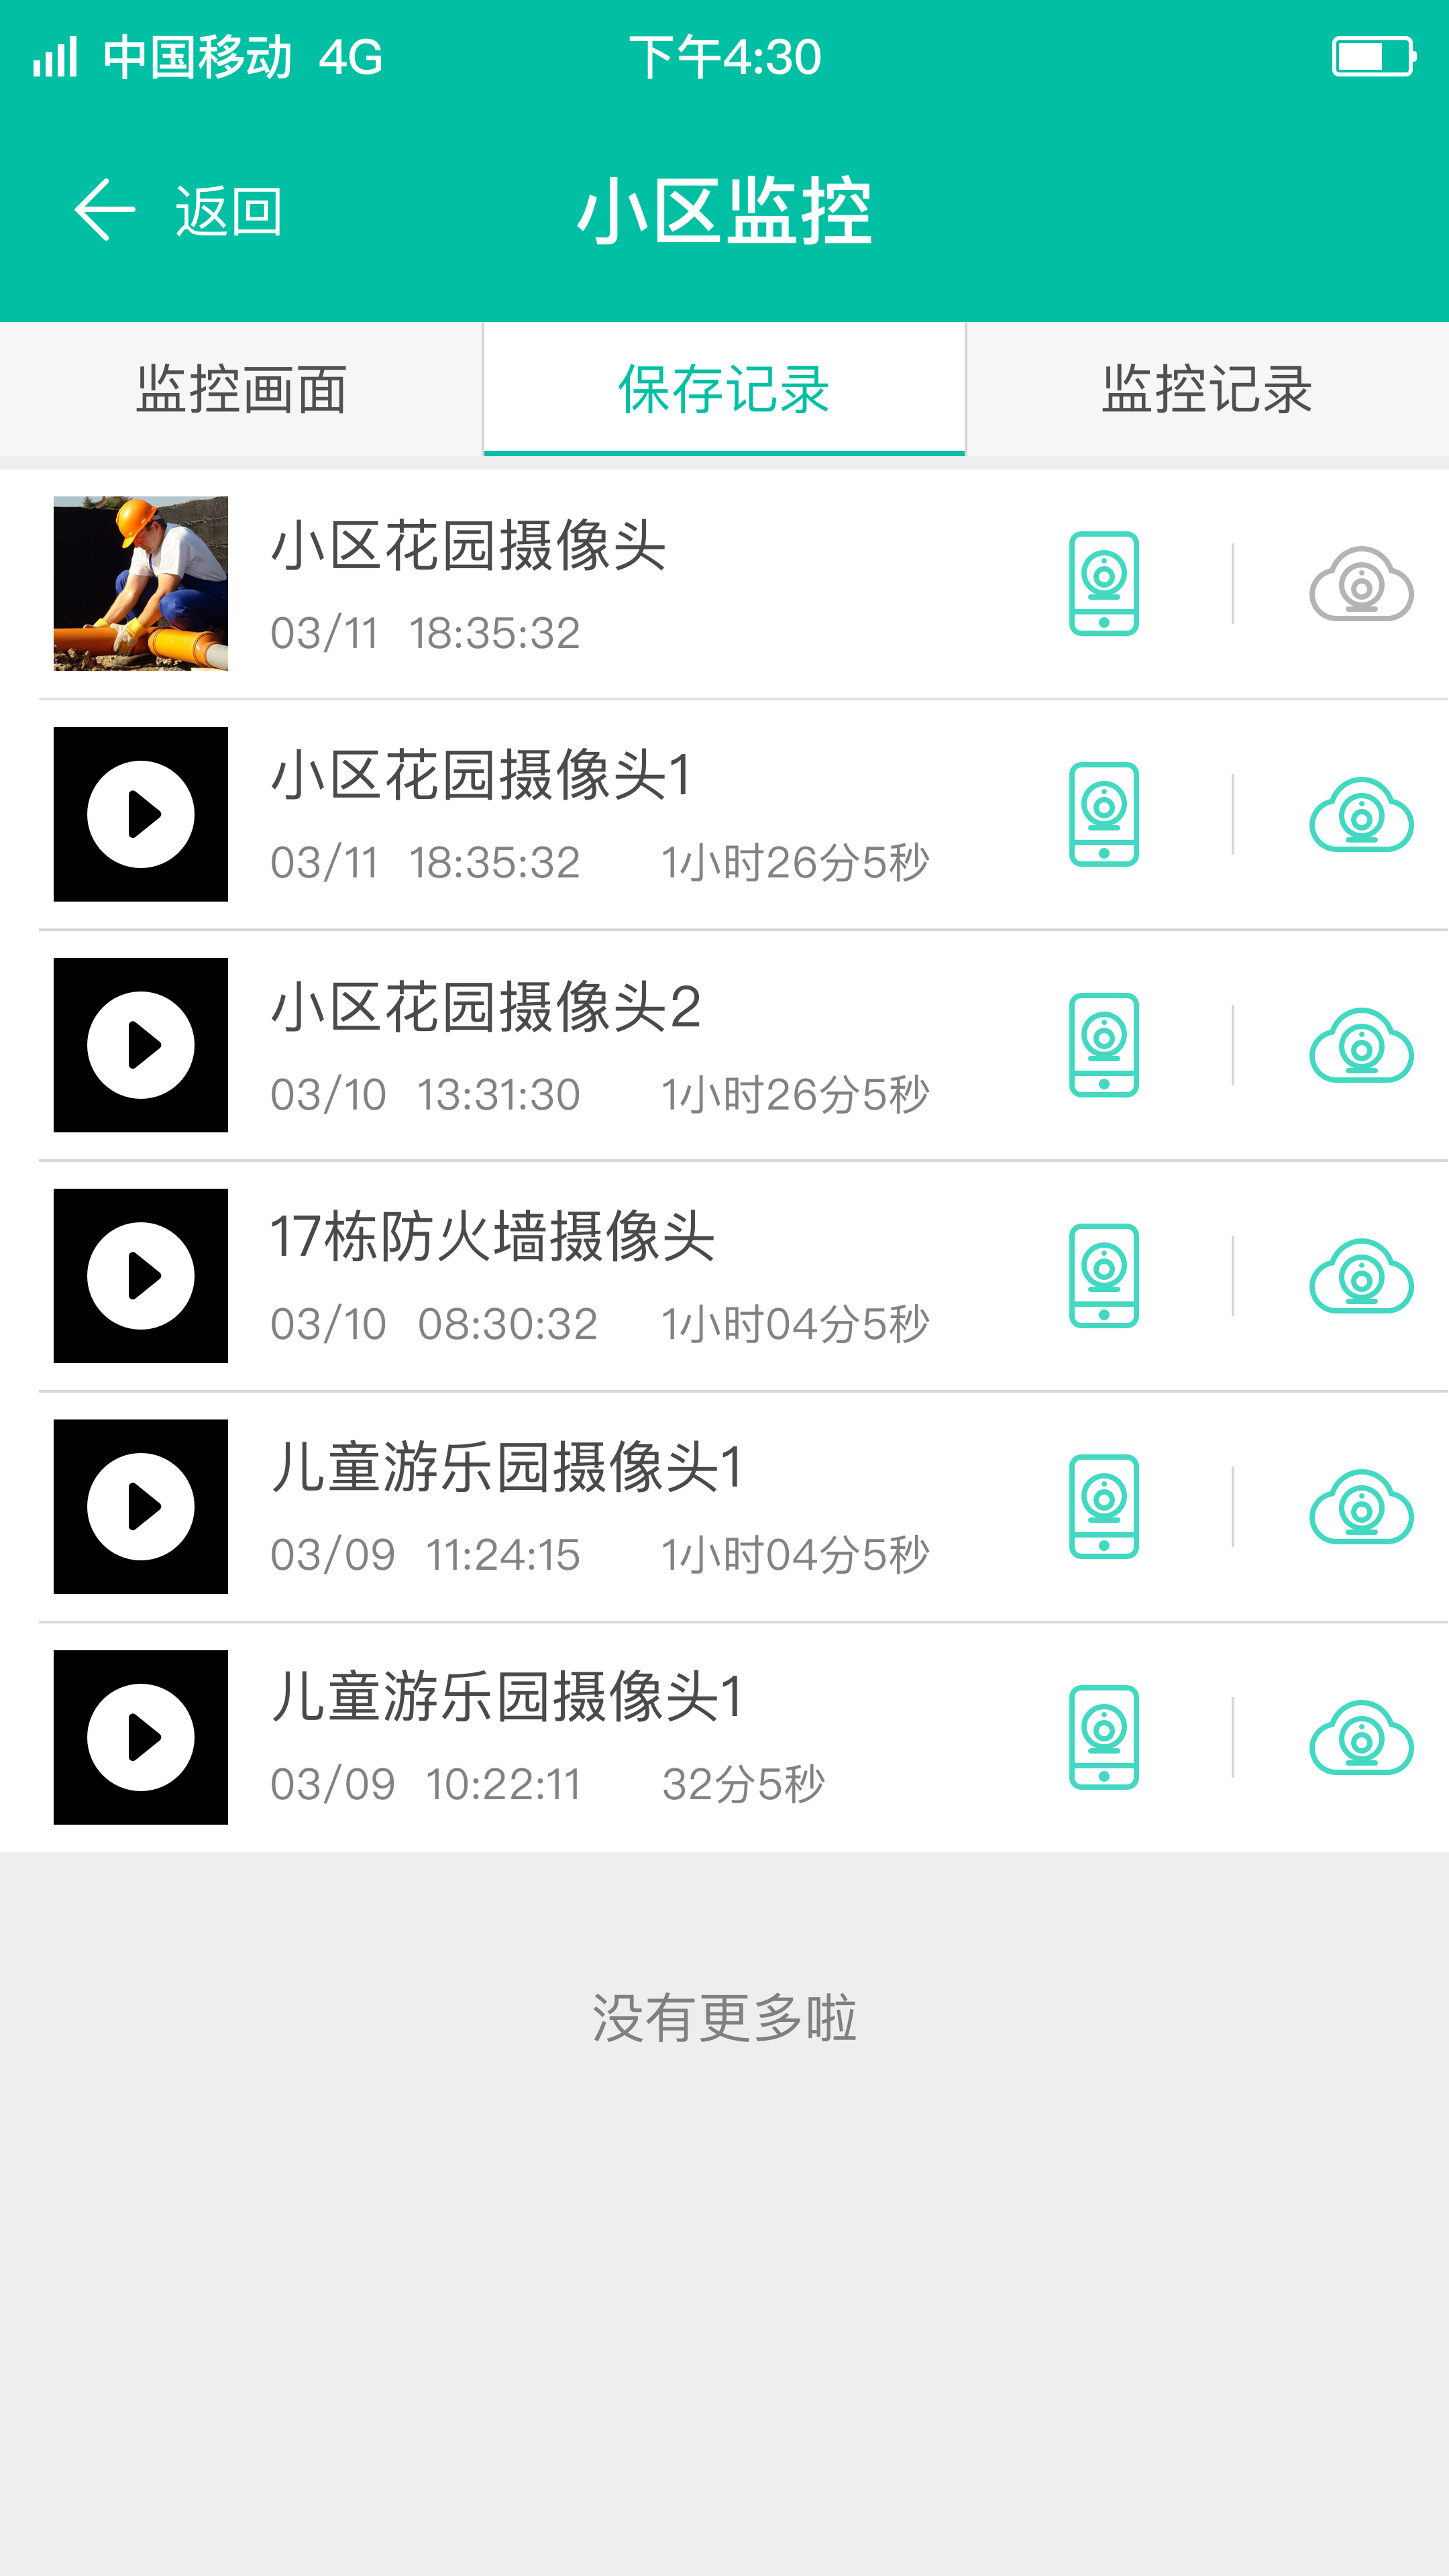 中国移动 4G 下午4:30
返回 小区监控
监控画面 保存记录 监控记录
小区花园摄像头
03/11 18:35:32
小区花园摄像头1
03/11 18:35:32 1小时26分5秒
小区花园摄像头2
03/10 13:31:30 1小时26分5秒
17栋防火墙摄像头
03/10 08:30:32 1小时04分5秒
儿童游乐园摄像头1
03/09 11:24:15 1小时04分5秒
儿童游乐园摄像头1
03/09 10:22:11 32分5秒
没有更多啦